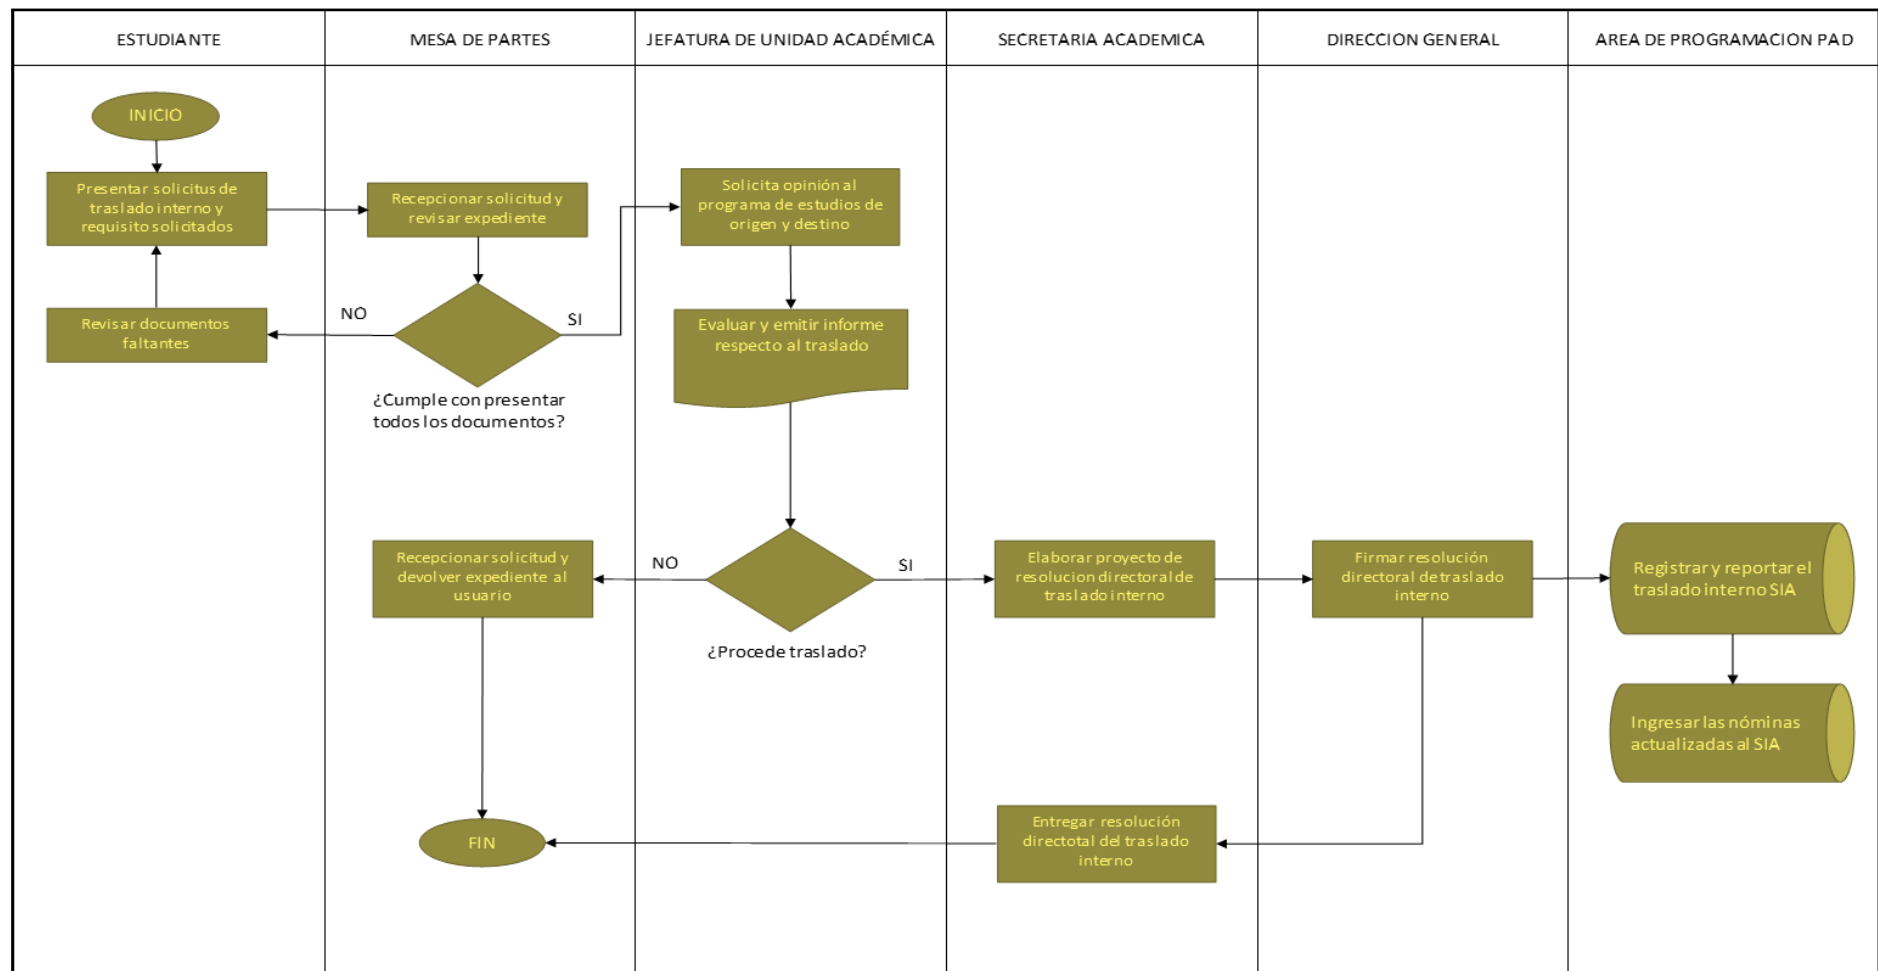 ESTUDIANTE
MESA DE PARTES
JEFATURA DE UNIDAD ACADÉMICA
SECRETARIA ACADEMICA
DIRECCION GENERAL
AREA DE PROGRAMACION PAD
INICIO
Presentar solicitus de
traslado interno y
requisito solicitados
Recepcionar solicitud y
revisar expediente
Solicita opinión al
programa de estudios de
origen y destino
Revisar documentos
faltantes
NO
SI
¿Cumple con presentar
todos los documentos?
Evaluar y emitir informe
respecto al traslado
Recepcionar solicitud y
devolver expediente al
usuario
NO
SI
¿Procede traslado?
Elaborar proyecto de
resolucion directoral de
traslado interno
Firmar resolución
directoral de traslado
interno
Registrar y reportar el
traslado interno SIA
Ingresar las nóminas
actualizadas al SIA
FIN
Entregar resolución
directotal del traslado
interno